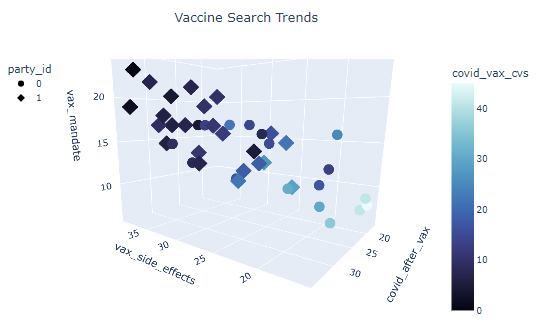 Vaccine Search Trends
party_id
0
1
covid_vax_cvs
40
30
20
10
0
vax_mandate
20
15
10
vax_side_effects
35
30
25
20
covid_after_vax
20
25
30